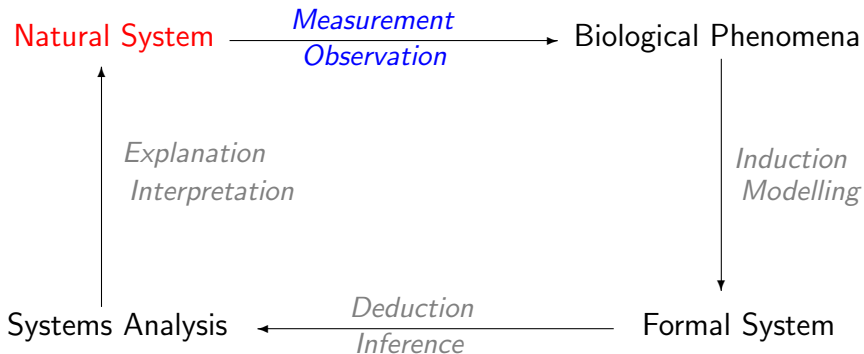 Natural System
Measurement
Observation
Biological Phenomena
Explanation
Interpretation
Induction
Modelling
Systems Analysis
Deduction
Inference
Formal System